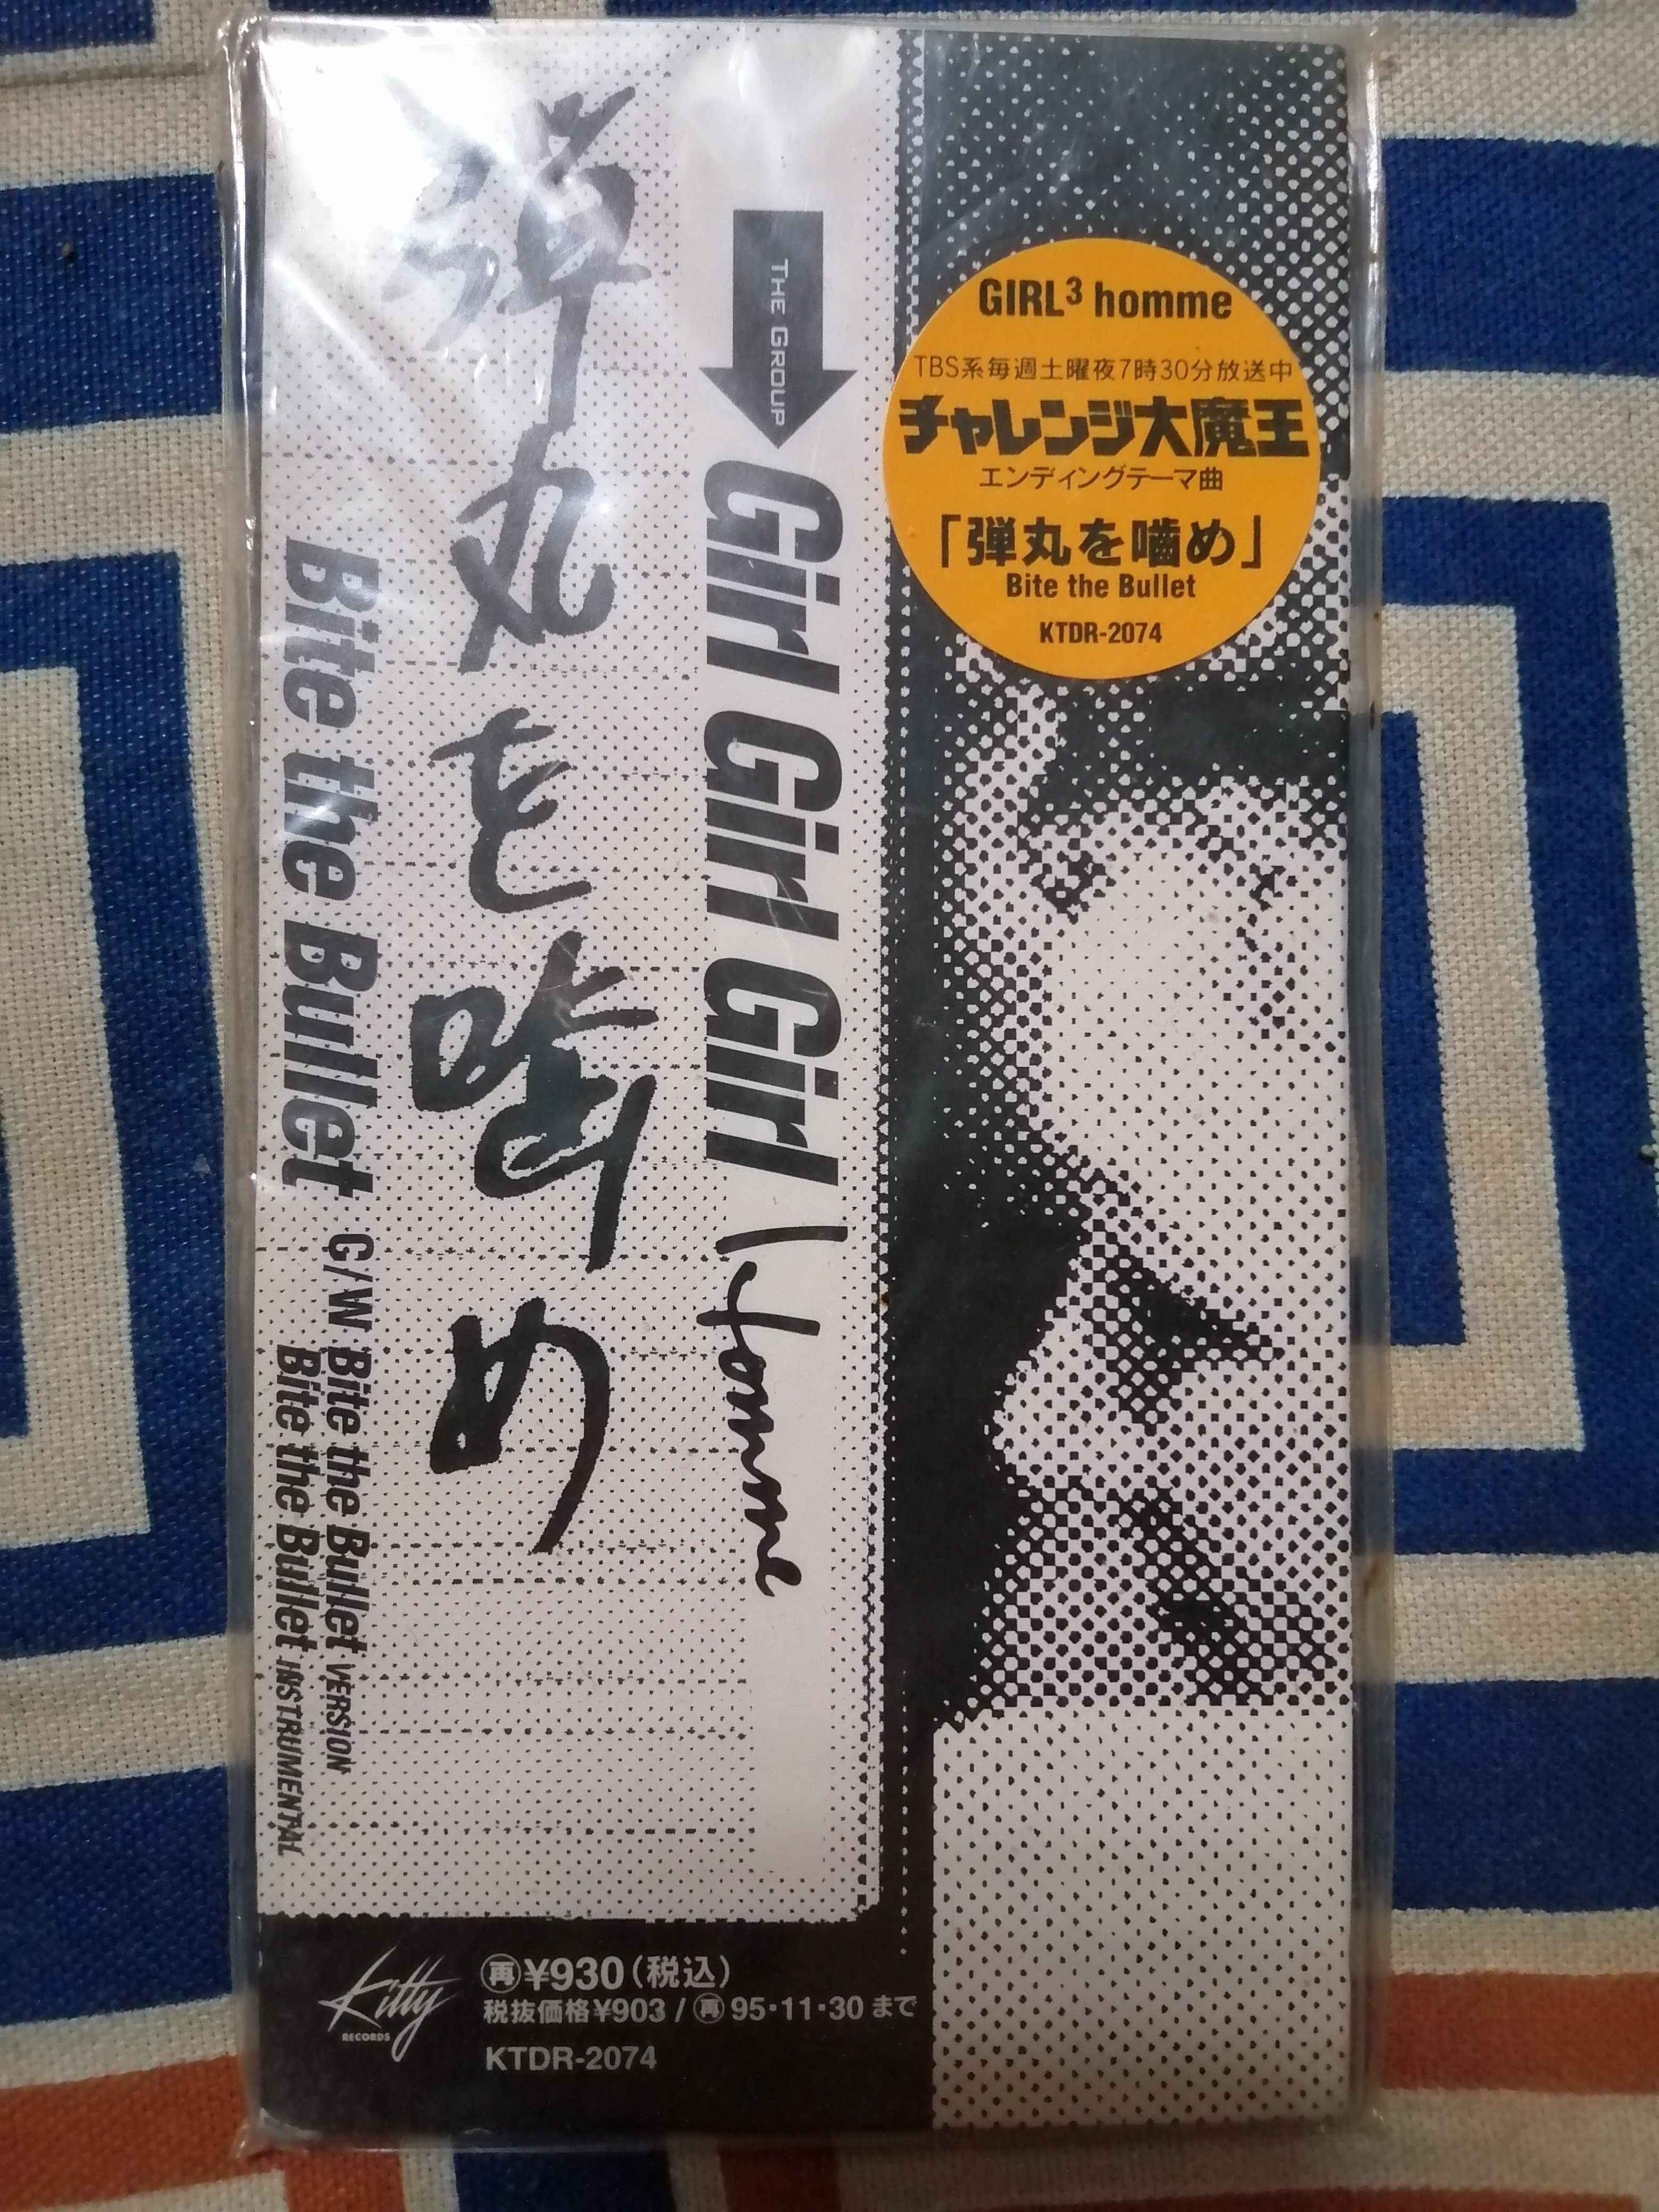 GIRL³ homme
TBS系毎週土曜夜7時30分放送中
チャレンジ大魔王
エンディングテーマ曲
「弾丸を噛め」
Bite the Bullet
KTDR-2074
THE GROUP
Girl Girl Girl Homme
弾丸を噛め
Bite the Bullet C/W Bite the Bullet VERSION
Bite the Bullet INSTRUMENTAL
Kitty
RECORDS
再¥930(税込)
税抜価格¥903 / 再95・11・30まで
KTDR-2074